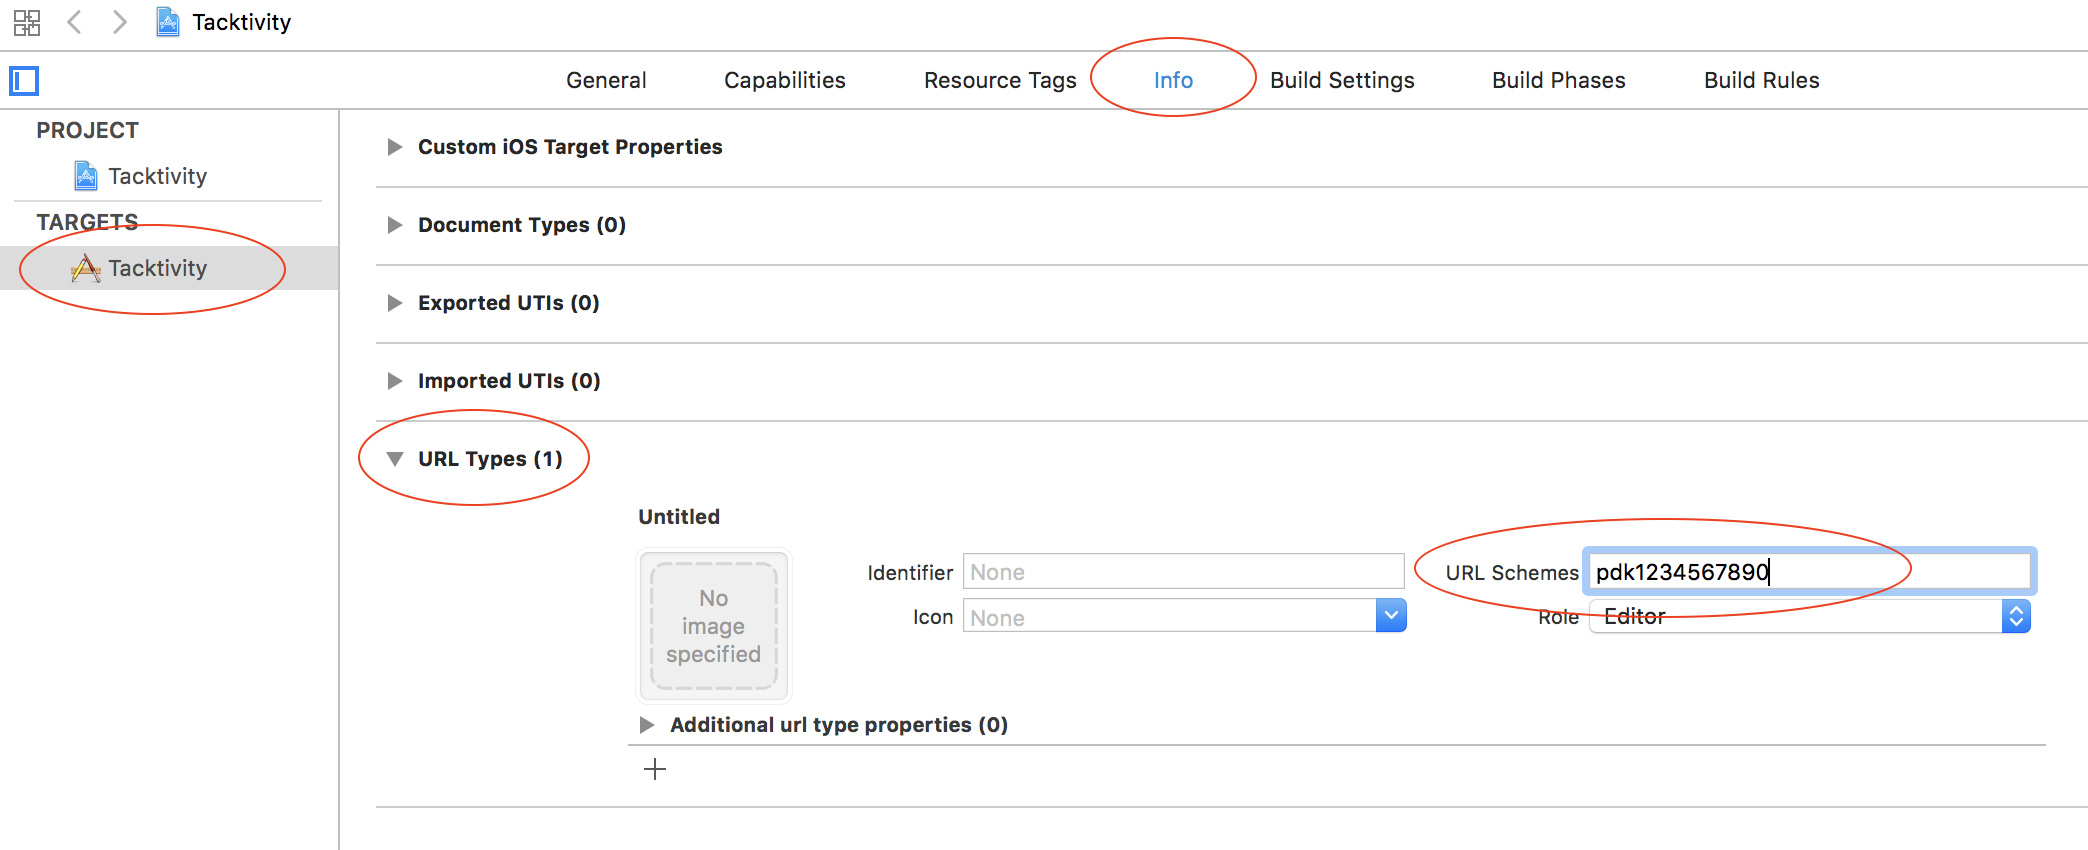 Tacktivity
General Capabilities Resource Tags Info Build Settings Build Phases Build Rules
PROJECT
Tacktivity
TARGETS
Tacktivity
Custom iOS Target Properties
Document Types (0)
Exported UTIs (0)
Imported UTIs (0)
URL Types (1)
Untitled
No
image
specified
Identifier None
URL Schemes pdk1234567890
Icon None
Role Editor
Additional url type properties (0)